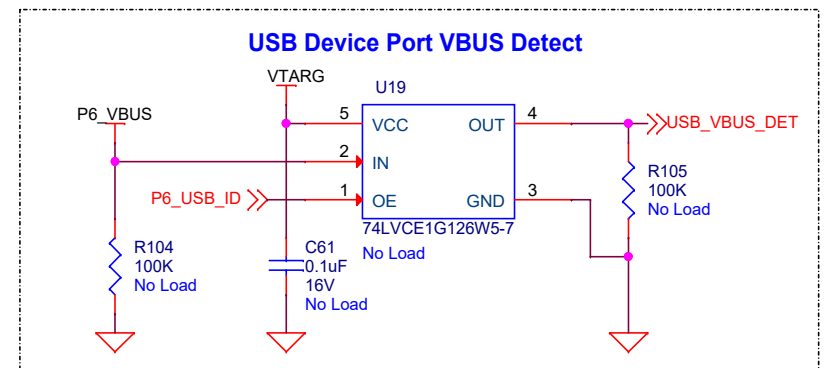 USB Device Port VBUS Detect
VTARG
U19
P6_VBUS
5
VCC
OUT
4
USB_VBUS_DET
2
IN
R105
100K
No Load
P6_USB_ID
1
OE
GND
3
74LVCE1G126W5-7
No Load
R104
100K
No Load
C61
0.1uF
16V
No Load